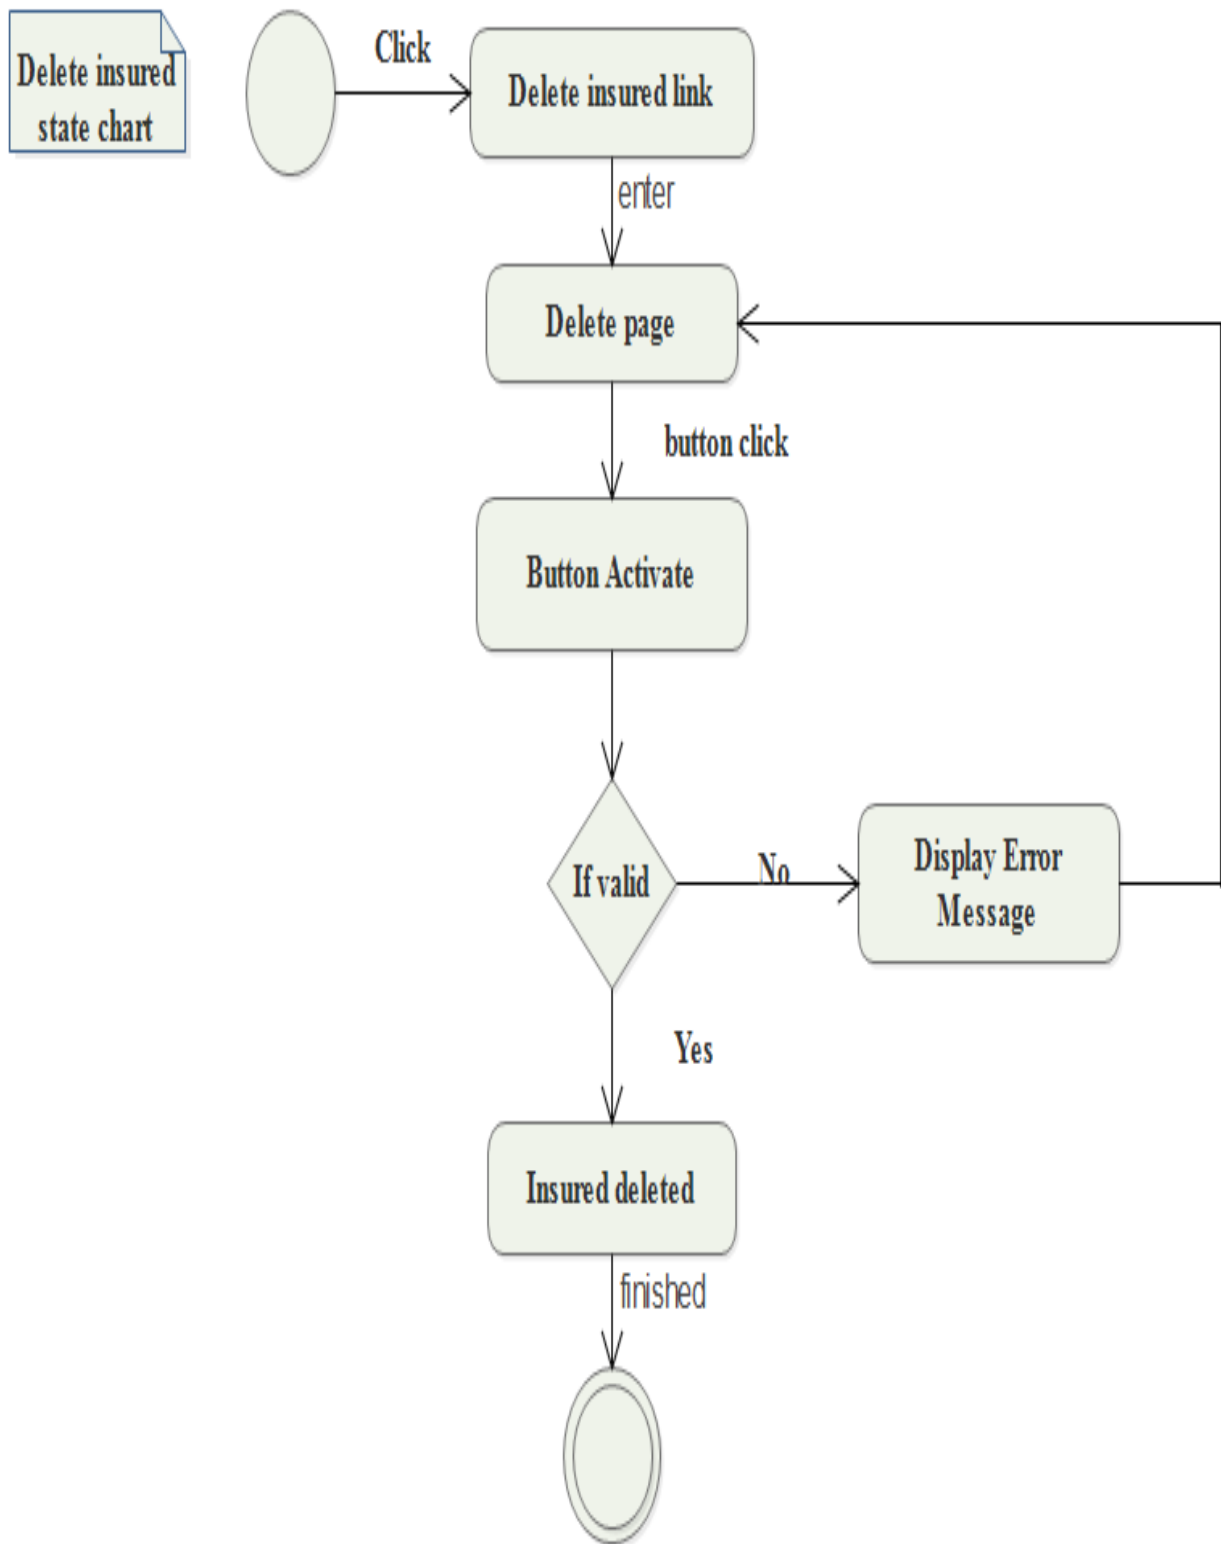 Delete insured
state chart
Click
Delete insured link
enter
Delete page
button click
Button Activate
If valid
No
Display Error
Message
Yes
Insured deleted
finished